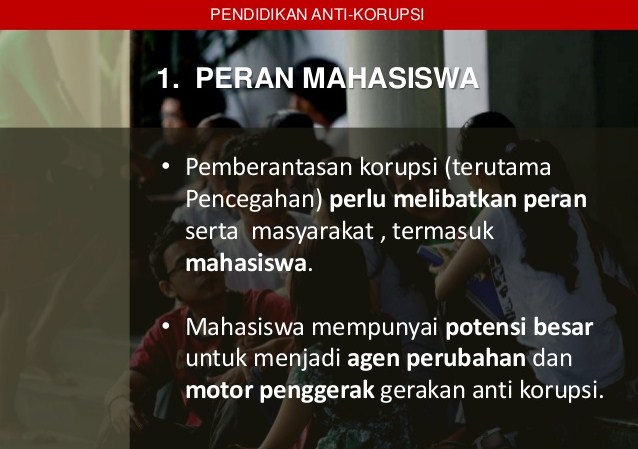 PENDIDIKAN ANTI-KORUPSI
1. PERAN MAHASISWA
• Pemberantasan korupsi (terutama
Pencegahan) perlu melibatkan peran
serta masyarakat , termasuk
mahasiswa.
• Mahasiswa mempunyai potensi besar
untuk menjadi agen perubahan dan
motor penggerak gerakan anti korupsi.